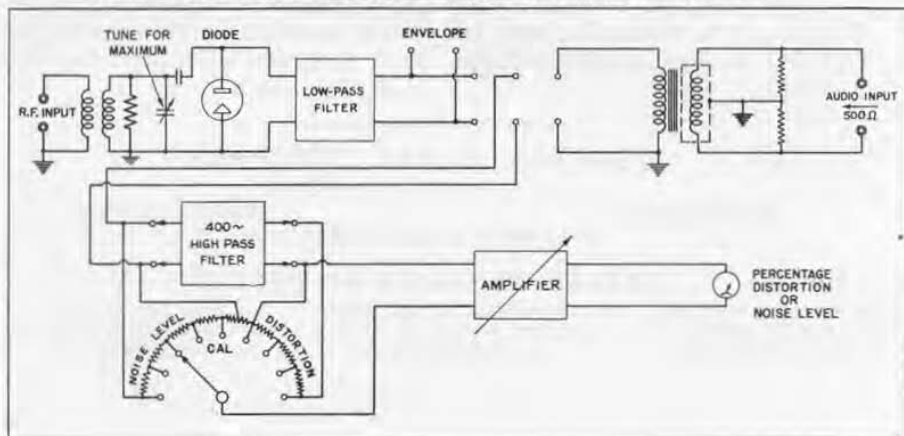 TUNE FOR
MAXIMUM
DIODE
ENVELOPE
R.F. INPUT
LOW-PASS
FILTER
AUDIO INPUT
500Ω
400~
HIGH PASS
FILTER
AMPLIFIER
PERCENTAGE
DISTORTION
OR
NOISE LEVEL
NOISE LEVEL
CAL
DISTORTION